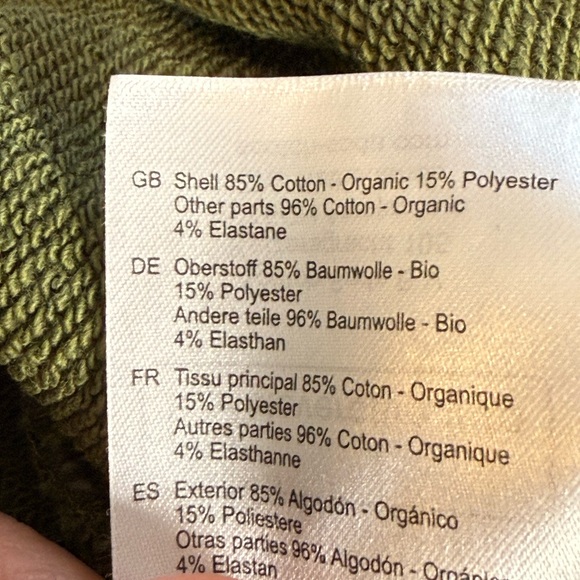 GB Shell 85% Cotton - Organic 15% Polyester
Other parts 96% Cotton - Organic
4% Elastane
DE Oberstoff 85% Baumwolle - Bio
15% Polyester
Andere teile 96% Baumwolle - Bio
4% Elasthan
FR Tissu principal 85% Coton - Organique
15% Polyester
Autres parties 96% Coton - Organique
4% Elasthanne
ES Exterior 85% Algodón - Orgánico
15% Poliestere
Otras parties 96% Algodón -
4% Elastan